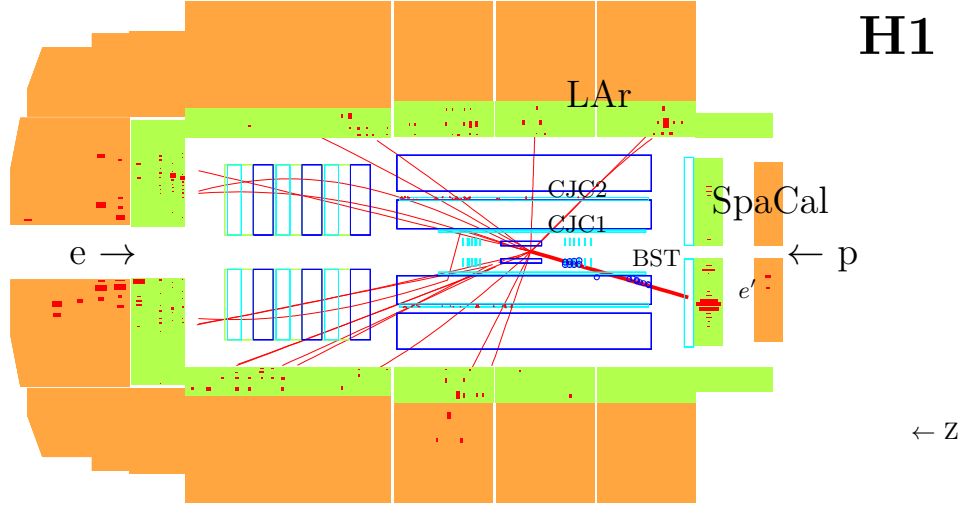 H1
LAr
CJC2
SpaCal
CJC1
e →
BST
← p
e′
← Z